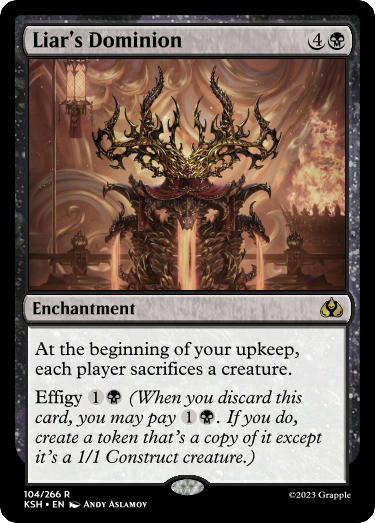 Liar's Dominion 4
Enchantment
At the beginning of your upkeep,
each player sacrifices a creature.
Effigy 1 (When you discard this
card, you may pay 1 . If you do,
create a token that's a copy of it except
it's a 1/1 Construct creature.)
104/266 R
KSH • EN Andy Aslamov
©2023 Grapple